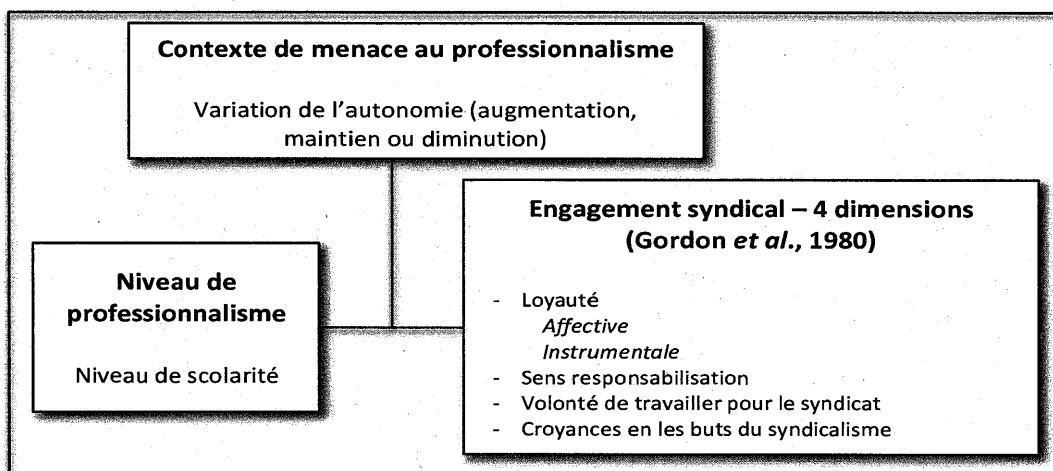 Contexte de menace au professionnalisme
Variation de l'autonomie (augmentation,
maintien ou diminution)
Engagement syndical – 4 dimensions
(Gordon et al., 1980)
- Loyauté
Affective
Instrumentale
- Sens responsabilisation
- Volonté de travailler pour le syndicat
- Croyances en les buts du syndicalisme
Niveau de
professionnalisme
Niveau de scolarité